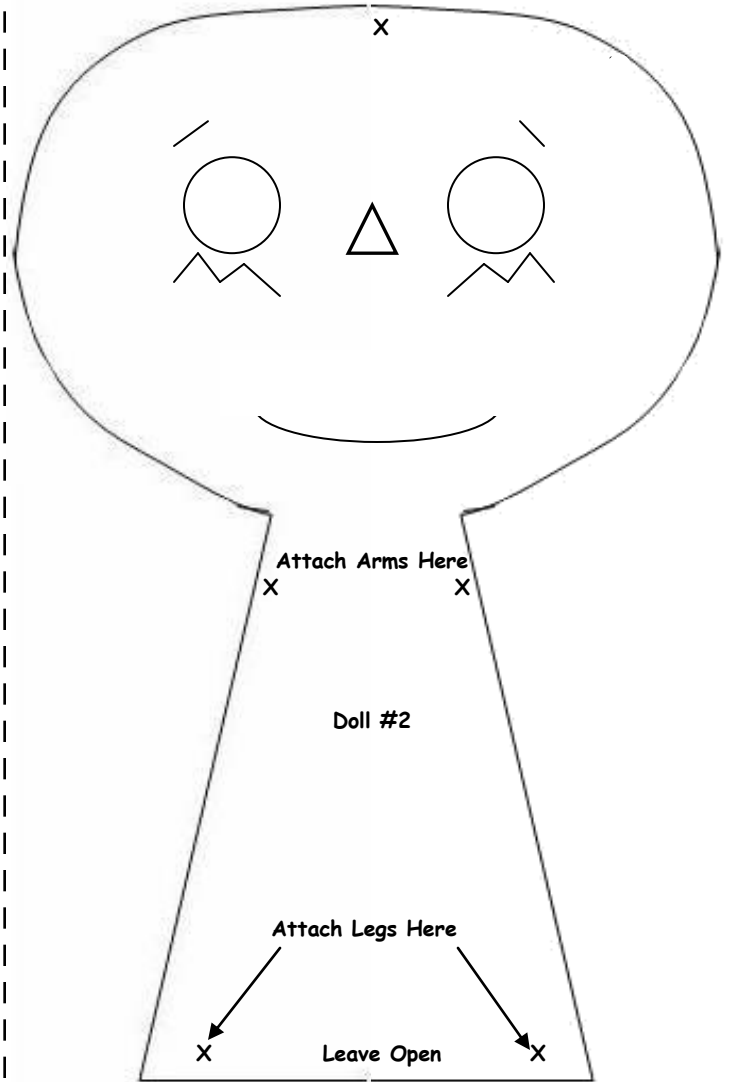 X
Attach Arms Here
X X
Doll #2
Attach Legs Here
X Leave Open X